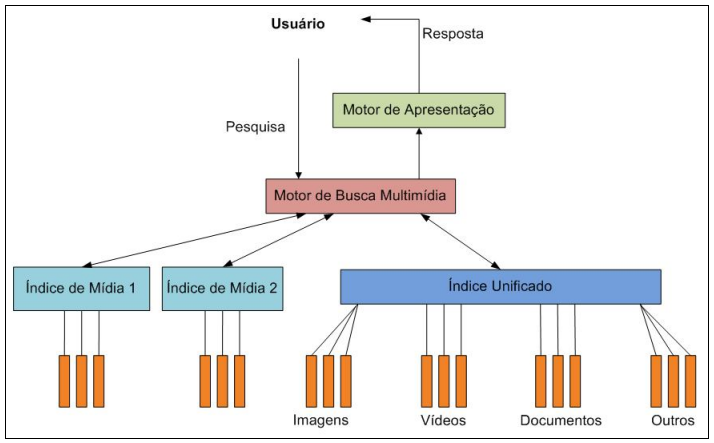 Usuário
Resposta
Motor de Apresentação
Pesquisa
Motor de Busca Multimídia
Índice de Mídia 1
Índice de Mídia 2
Índice Unificado
Imagens
Vídeos
Documentos
Outros